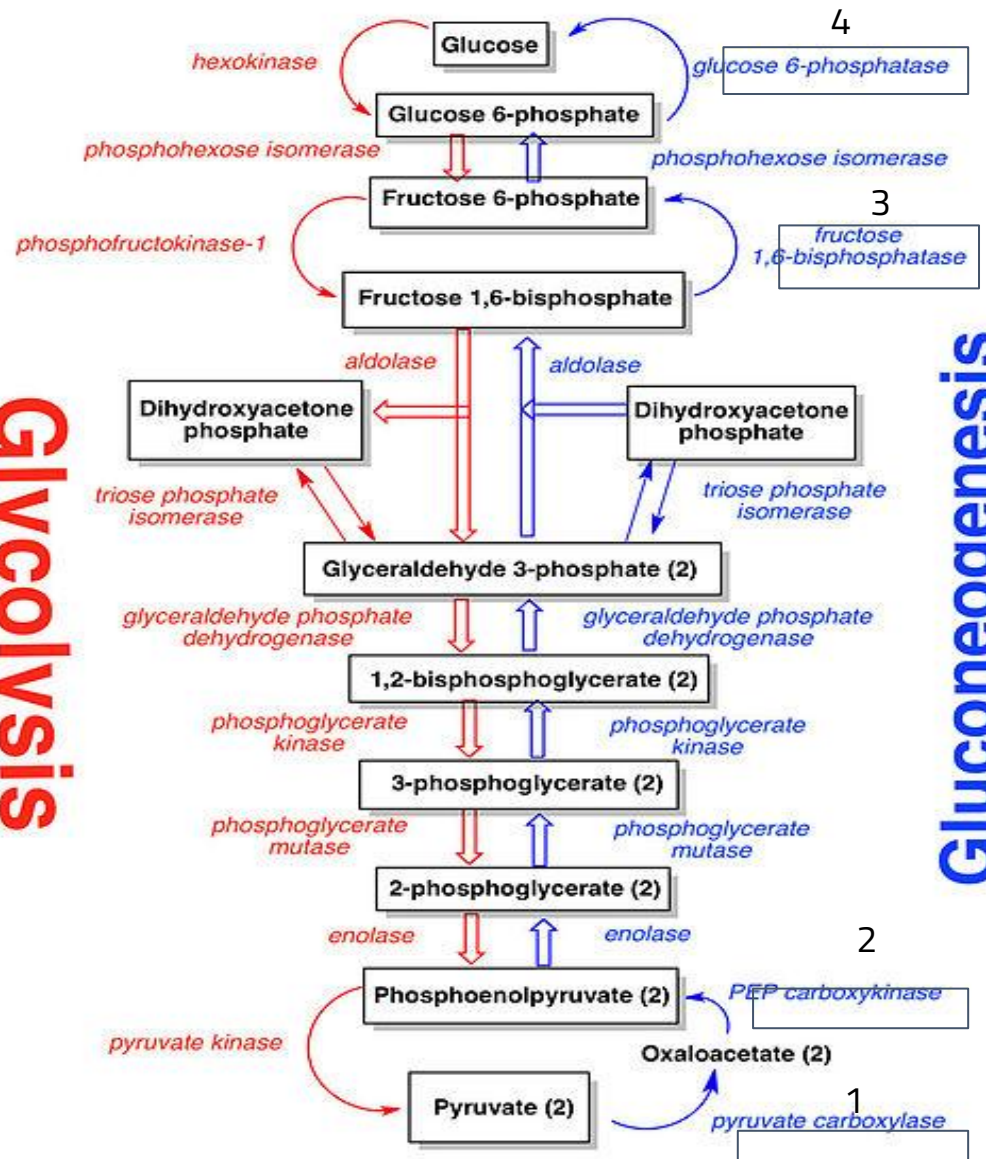 4
Glucose
hexokinase
glucose 6-phosphatase
Glucose 6-phosphate
phosphohexose isomerase
phosphohexose isomerase
Fructose 6-phosphate
3
phosphofructokinase-1
fructose
1,6-bisphosphatase
Fructose 1,6-bisphosphate
aldolase
aldolase
Dihydroxyacetone
phosphate
Dihydroxyacetone
phosphate
triose phosphate
isomerase
triose phosphate
isomerase
Glycolysis
Gluconeogenesis
Glyceraldehyde 3-phosphate (2)
glyceraldehyde phosphate
dehydrogenase
glyceraldehyde phosphate
dehydrogenase
1,2-bisphosphoglycerate (2)
phosphoglycerate
kinase
phosphoglycerate
kinase
3-phosphoglycerate (2)
phosphoglycerate
mutase
phosphoglycerate
mutase
2-phosphoglycerate (2)
enolase
enolase
2
Phosphoenolpyruvate (2)
PEP carboxykinase
pyruvate kinase
Oxaloacetate (2)
Pyruvate (2)
1
pyruvate carboxylase